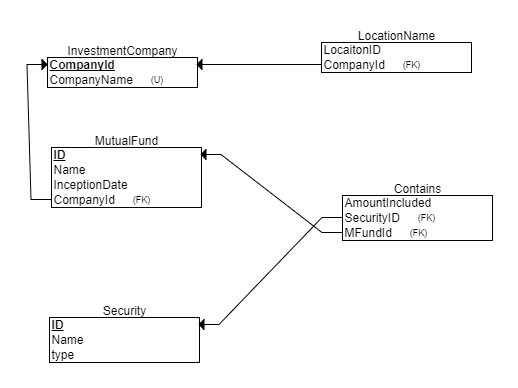 LocationName
LocaitonID
CompanyId (FK)
InvestmentCompany
CompanyId
CompanyName (U)
MutualFund
ID
Name
InceptionDate
CompanyId (FK)
Contains
AmountIncluded
SecurityID (FK)
MFundId (FK)
Security
ID
Name
type